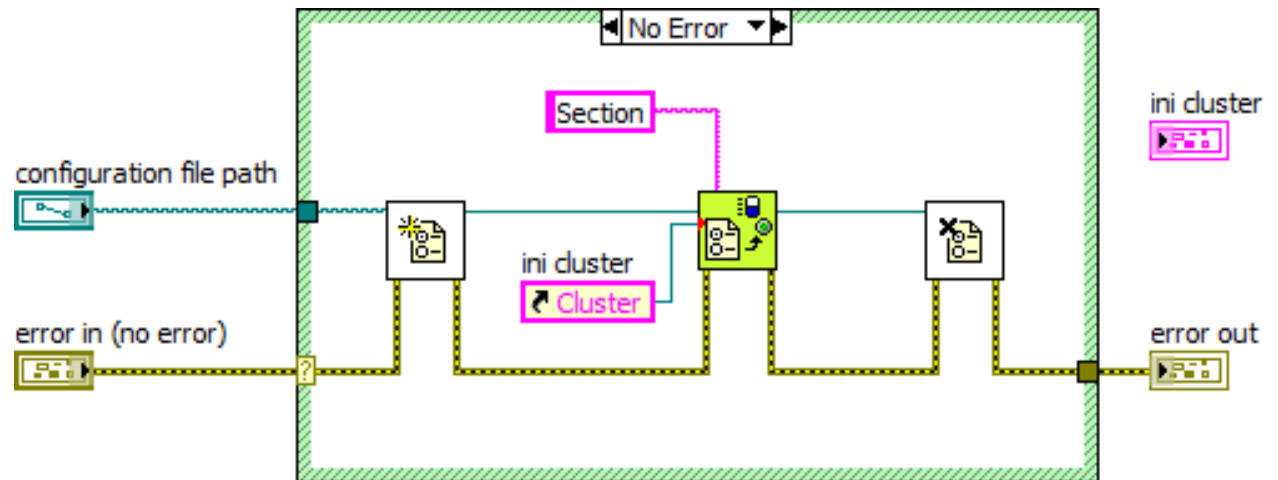 No Error
Section
ini cluster
configuration file path
ini cluster
Cluster
error in (no error)
?
error out